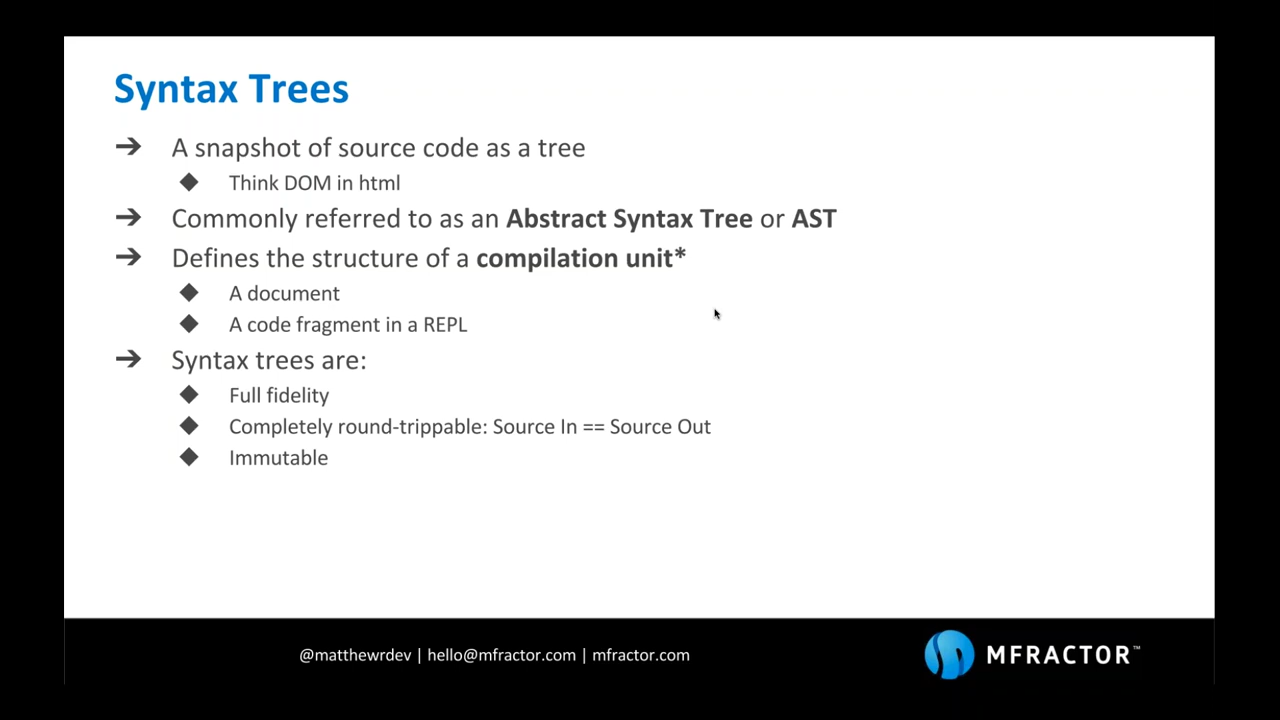 Syntax Trees
➔ A snapshot of source code as a tree
◆ Think DOM in html
➔ Commonly referred to as an Abstract Syntax Tree or AST
➔ Defines the structure of a compilation unit*
◆ A document
◆ A code fragment in a REPL
➔ Syntax trees are:
◆ Full fidelity
◆ Completely round-trippable: Source In == Source Out
◆ Immutable
@matthewrdev | hello@mfractor.com | mfractor.com
MFRACTOR™